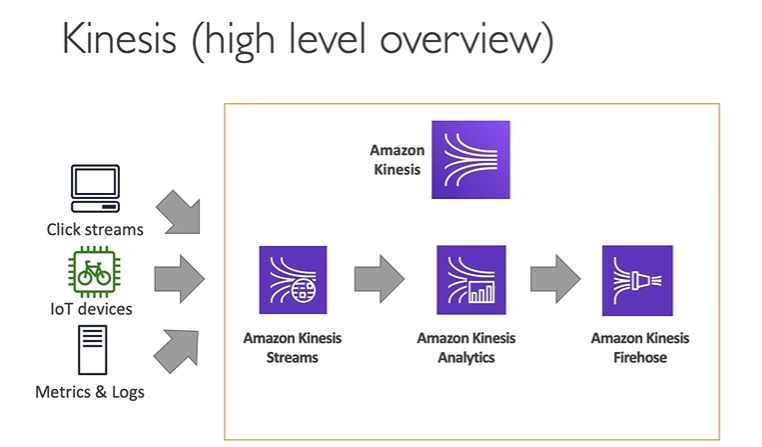 Kinesis (high level overview)
Amazon
Kinesis
Click streams
IoT devices
Metrics & Logs
Amazon Kinesis
Streams
Amazon Kinesis
Analytics
Amazon Kinesis
Firehose